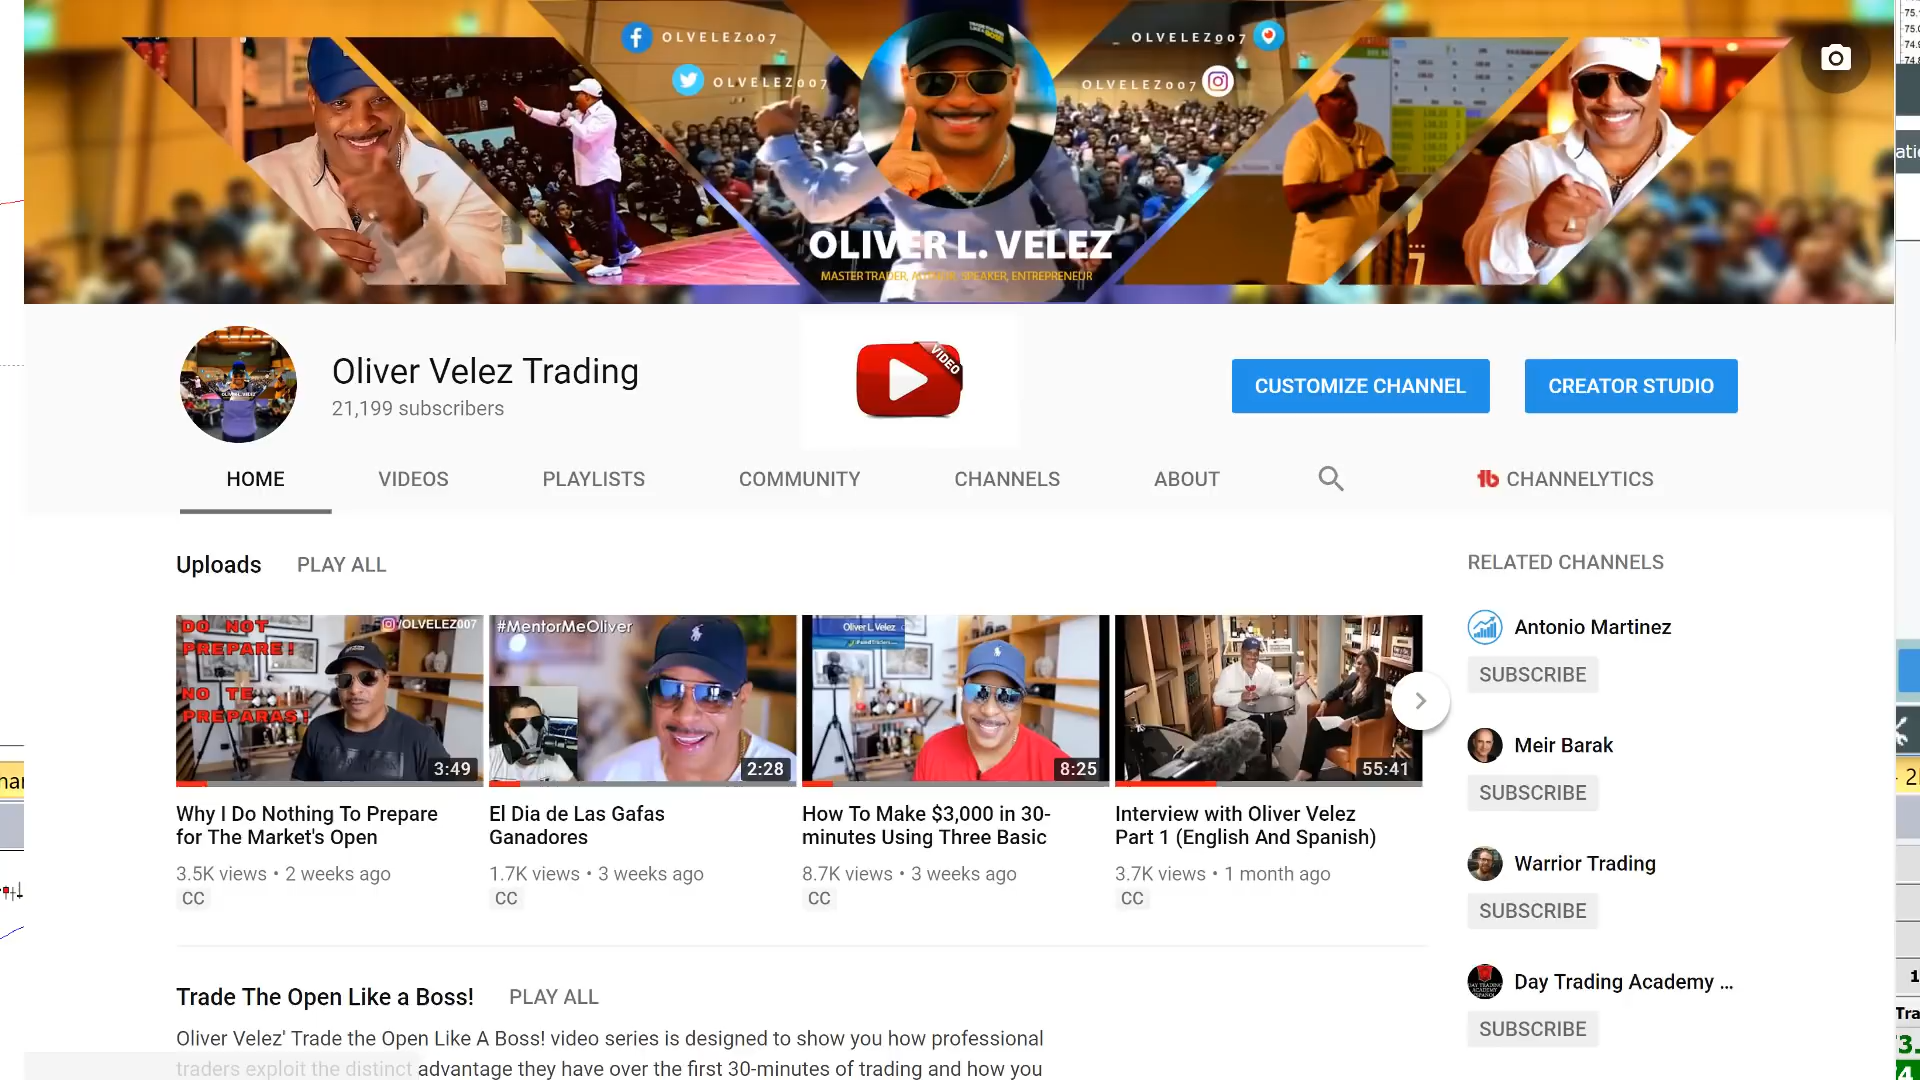 OLVELEZ007
OLVELEZ007
OLVELEZ007
OLVELEZ007
OLIVER L. VELEZ
MASTER TRADER, AUTHOR, SPEAKER, ENTREPRENEUR
Oliver Velez Trading
21,199 subscribers
VIDEO
CUSTOMIZE CHANNEL
CREATOR STUDIO
HOME
VIDEOS
PLAYLISTS
COMMUNITY
CHANNELS
ABOUT
CHANNELYTICS
Uploads
PLAY ALL
DO NOT
PREPARE!
NO TE
PREPARAS!
/OLVELEZ007
3:49
#MentorMeOliver
2:28
Oliver L. Velez
8:25
55:41
Why I Do Nothing To Prepare
for The Market's Open
3.5K views • 2 weeks ago
CC
El Dia de Las Gafas
Ganadores
1.7K views • 3 weeks ago
CC
How To Make $3,000 in 30-
minutes Using Three Basic
8.7K views • 3 weeks ago
CC
Interview with Oliver Velez
Part 1 (English And Spanish)
3.7K views • 1 month ago
CC
Trade The Open Like a Boss!
PLAY ALL
Oliver Velez' Trade the Open Like A Boss! video series is designed to show you how professional
traders exploit the distinct advantage they have over the first 30-minutes of trading and how you
RELATED CHANNELS
Antonio Martinez
SUBSCRIBE
Meir Barak
SUBSCRIBE
Warrior Trading
SUBSCRIBE
Day Trading Academy ...
SUBSCRIBE